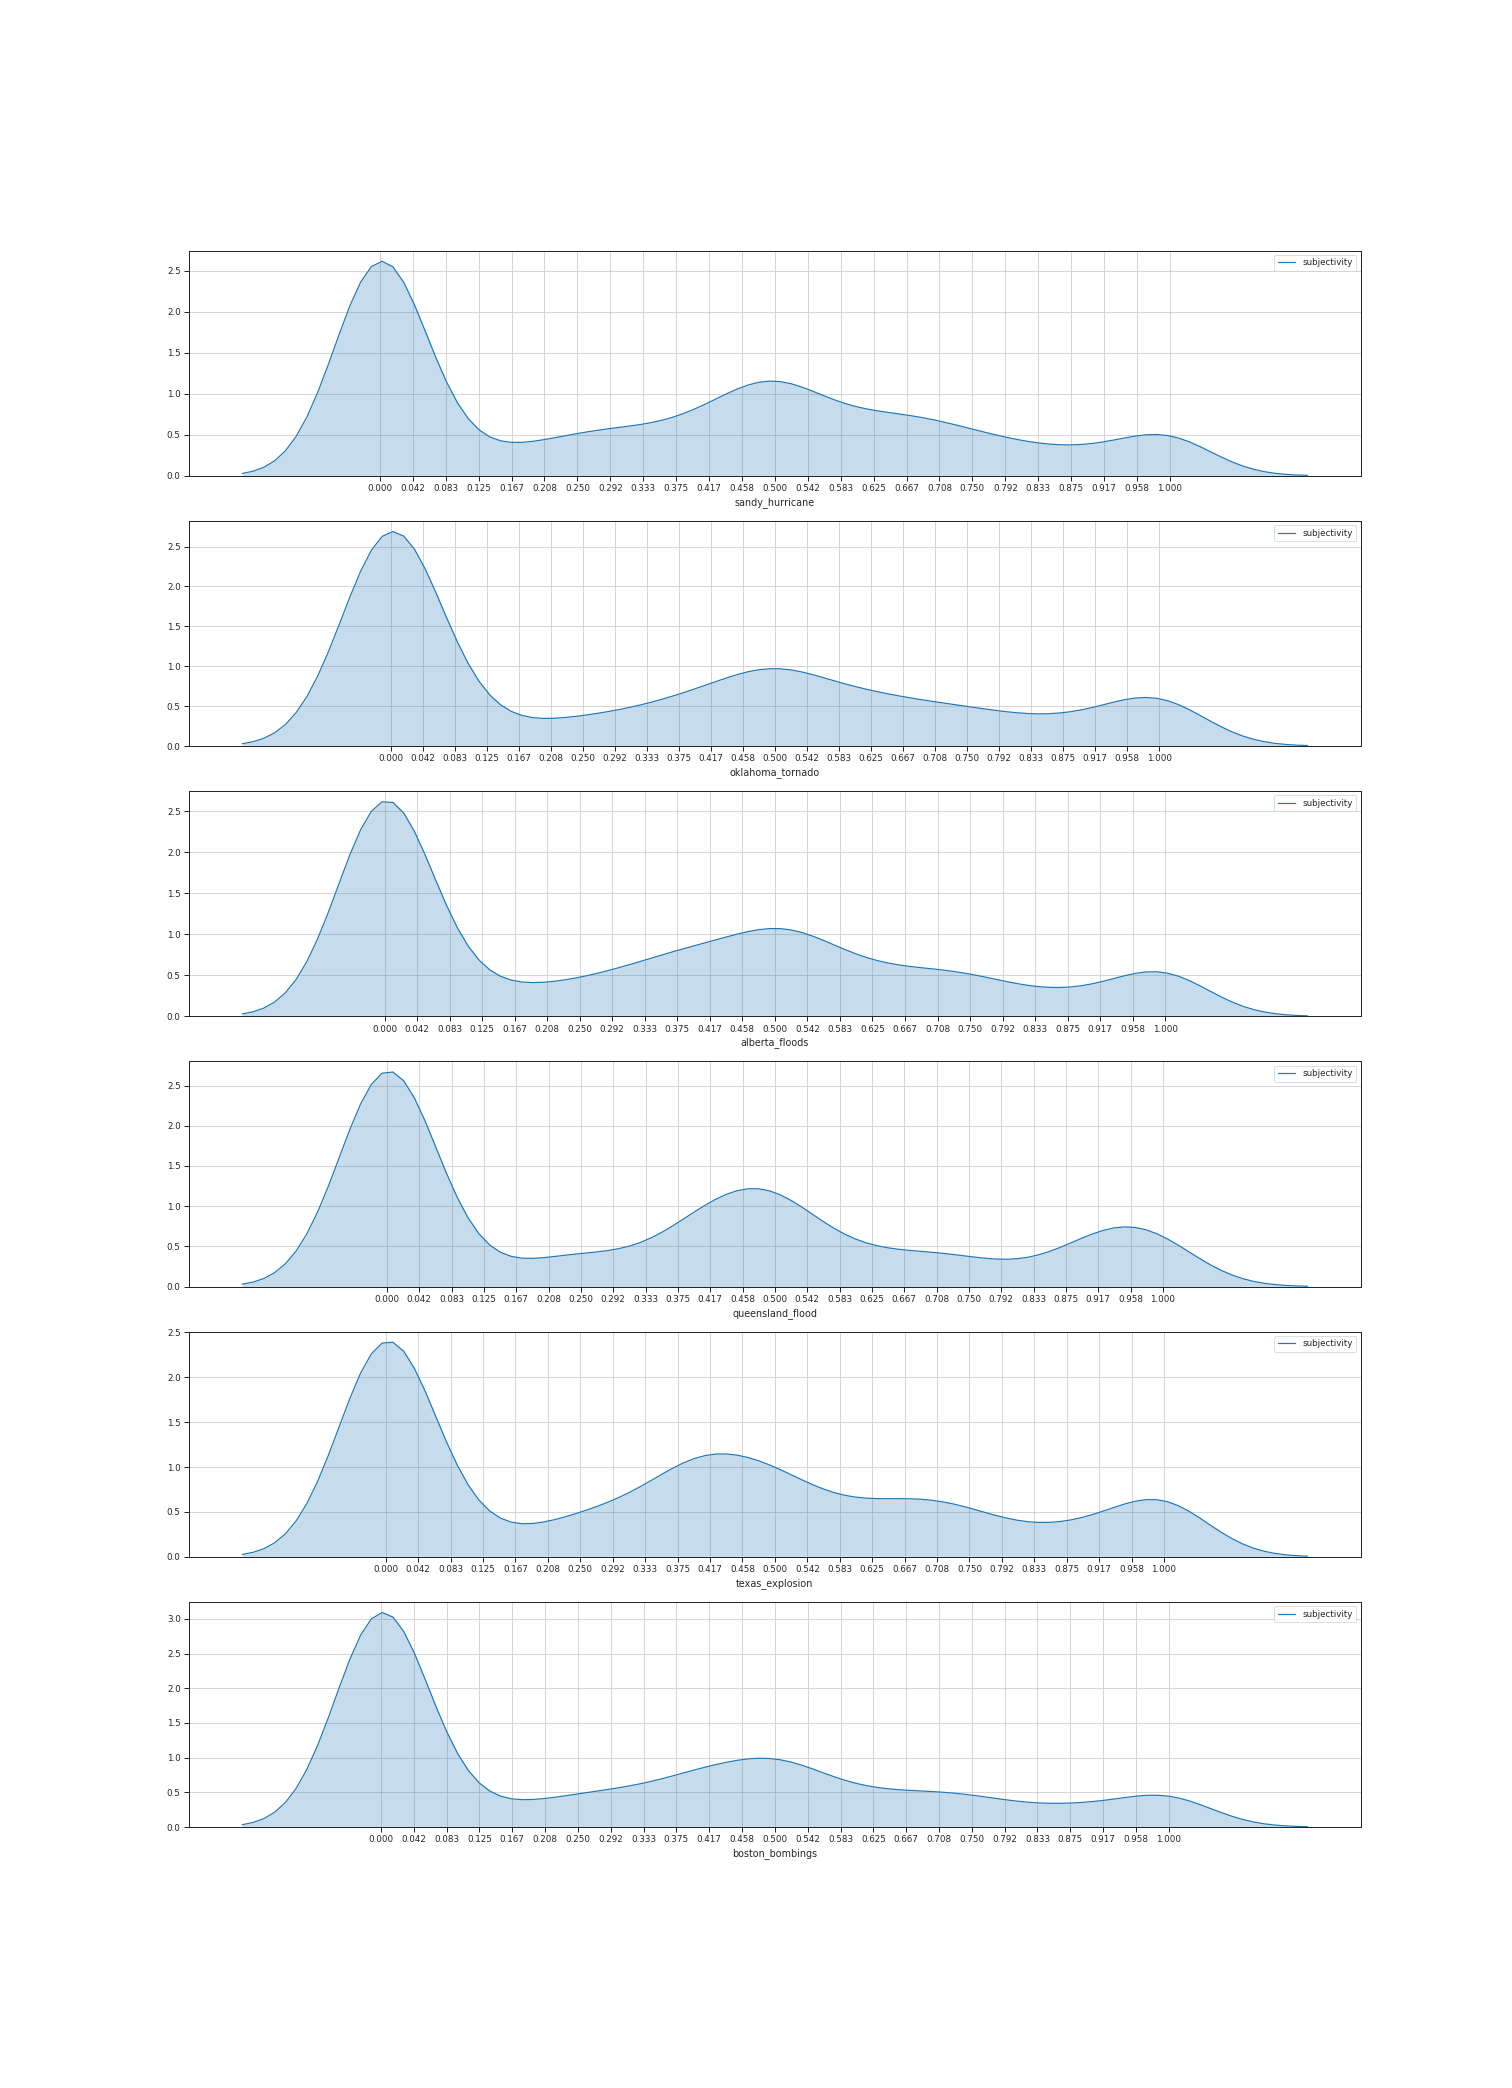 subjectivity
2.5
2.0
1.5
1.0
0.5
0.0
0.000 0.042 0.083 0.125 0.167 0.208 0.250 0.292 0.333 0.375 0.417 0.458 0.500 0.542 0.583 0.625 0.667 0.708 0.750 0.792 0.833 0.875 0.917 0.958 1.000
sandy_hurricane
subjectivity
2.5
2.0
1.5
1.0
0.5
0.0
0.000 0.042 0.083 0.125 0.167 0.208 0.250 0.292 0.333 0.375 0.417 0.458 0.500 0.542 0.583 0.625 0.667 0.708 0.750 0.792 0.833 0.875 0.917 0.958 1.000
oklahoma_tornado
subjectivity
2.5
2.0
1.5
1.0
0.5
0.0
0.000 0.042 0.083 0.125 0.167 0.208 0.250 0.292 0.333 0.375 0.417 0.458 0.500 0.542 0.583 0.625 0.667 0.708 0.750 0.792 0.833 0.875 0.917 0.958 1.000
alberta_floods
subjectivity
2.5
2.0
1.5
1.0
0.5
0.0
0.000 0.042 0.083 0.125 0.167 0.208 0.250 0.292 0.333 0.375 0.417 0.458 0.500 0.542 0.583 0.625 0.667 0.708 0.750 0.792 0.833 0.875 0.917 0.958 1.000
queensland_flood
2.5
subjectivity
2.0
1.5
1.0
0.5
0.0
0.000 0.042 0.083 0.125 0.167 0.208 0.250 0.292 0.333 0.375 0.417 0.458 0.500 0.542 0.583 0.625 0.667 0.708 0.750 0.792 0.833 0.875 0.917 0.958 1.000
texas_explosion
subjectivity
3.0
2.5
2.0
1.5
1.0
0.5
0.0
0.000 0.042 0.083 0.125 0.167 0.208 0.250 0.292 0.333 0.375 0.417 0.458 0.500 0.542 0.583 0.625 0.667 0.708 0.750 0.792 0.833 0.875 0.917 0.958 1.000
boston_bombings